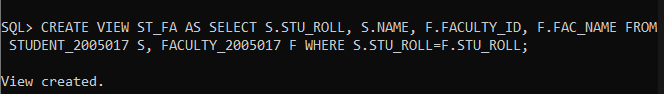 SQL> CREATE VIEW ST_FA AS SELECT S.STU_ROLL, S.NAME, F.FACULTY_ID, F.FAC_NAME FROM
STUDENT_2005017 S, FACULTY_2005017 F WHERE S.STU_ROLL=F.STU_ROLL;
View created.